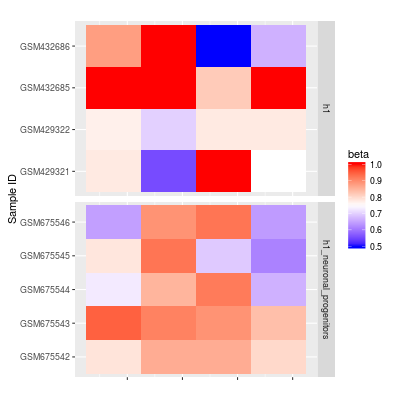 Sample ID
GSM432686
GSM432685
GSM429322
GSM429321
h1
GSM675546
GSM675545
GSM675544
GSM675543
GSM675542
h1_neuronal_progenitors
beta
1.0
0.9
0.8
0.7
0.6
0.5